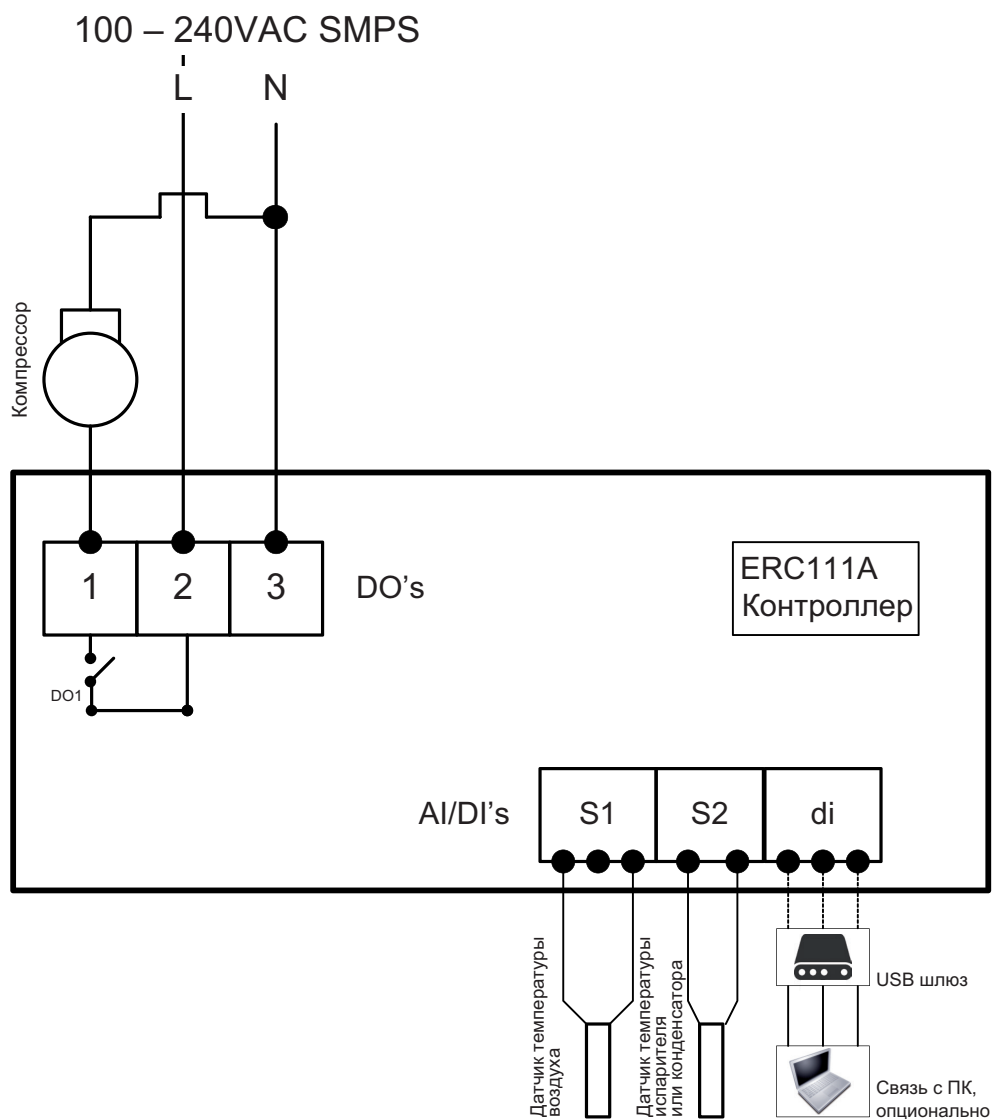 100 – 240VAC SMPS
L N
Компрессор
1 2 3 DO’s
ERC111A
Контроллер
DO1
AI/DI’s S1 S2 di
Датчик температуры
воздуха
Датчик температуры
испарителя
или конденсатора
USB шлюз
Связь с ПК,
опционально